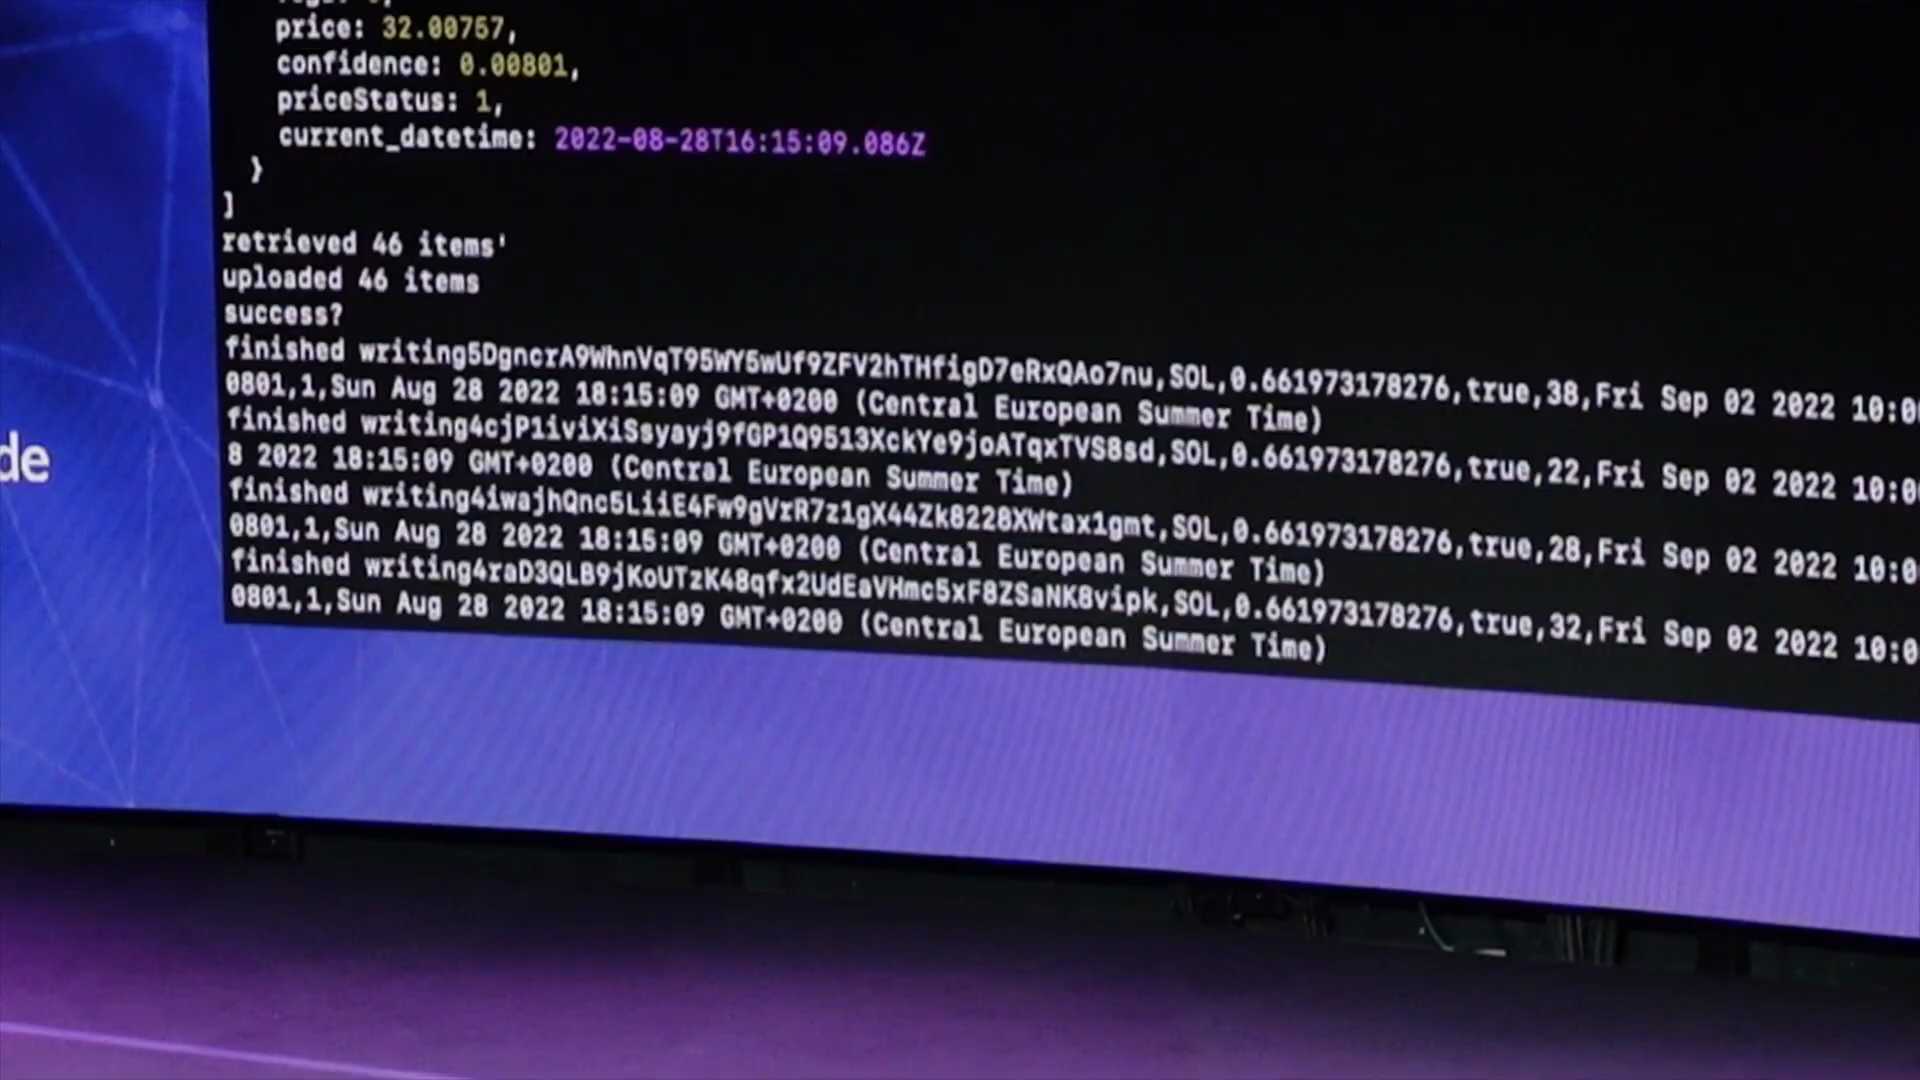 price: 32.00757,
confidence: 0.00801,
priceStatus: 1,
current_datetime: 2022-08-28T16:15:09.086Z
}
]
retrieved 46 items'
uploaded 46 items
success?
finished writing5DgncrA9WhnVqT95WY5wUf9ZFV2hTHfigD7eRxQAo7nu,SOL,0.661973178276,true,38,Fri Sep 02 2022 10:0
0801,1,Sun Aug 28 2022 18:15:09 GMT+0200 (Central European Summer Time)
finished writing4cjP1iviXiSsyayj9fGP1Q9513XckYe9joATqxTVS8sd,SOL,0.661973178276,true,22,Fri Sep 02 2022 10:0
8 2022 18:15:09 GMT+0200 (Central European Summer Time)
finished writing4iwajhQnc5LiiE4Fw9gVrR7z1gX44Zk8228XWtax1gmt,SOL,0.661973178276,true,28,Fri Sep 02 2022 10:0
0801,1,Sun Aug 28 2022 18:15:09 GMT+0200 (Central European Summer Time)
finished writing4raD3QLB9jKoUTzK48qfx2UdEaVHmc5xF8ZSaNK8vipk,SOL,0.661973178276,true,32,Fri Sep 02 2022 10:0
0801,1,Sun Aug 28 2022 18:15:09 GMT+0200 (Central European Summer Time)
de